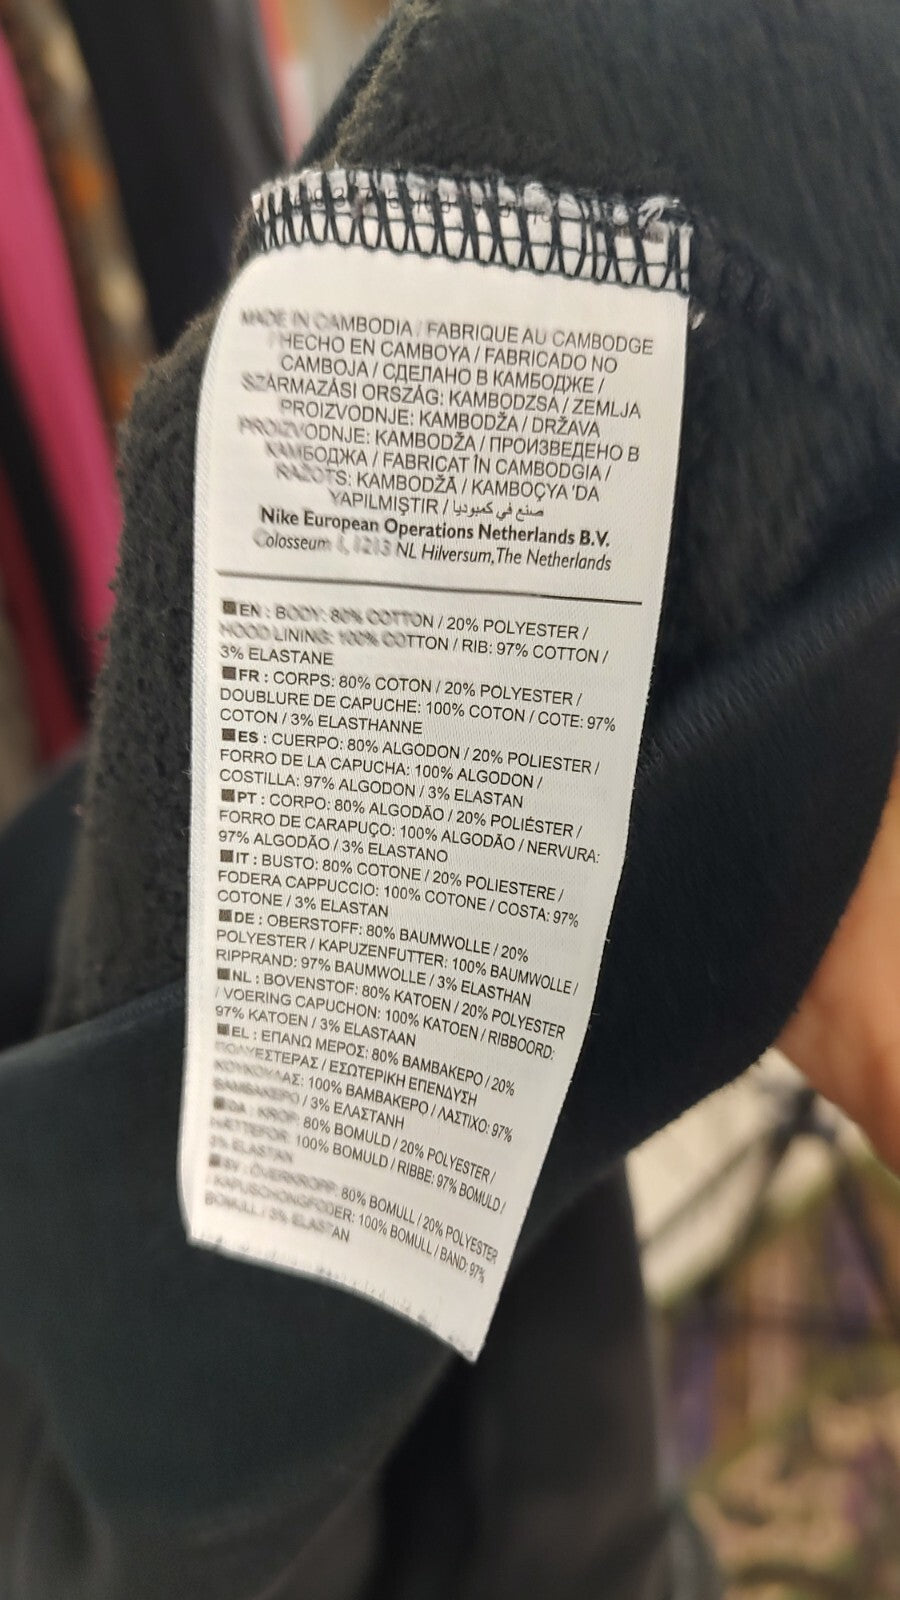 MADE IN CAMBODIA / FABRIQUE AU CAMBODGE
HECHO EN CAMBOYA / FABRICADO NO
CAMBOJA / СДЕЛАНО В КАМБОДЖЕ /
SZÁRMAZÁSI ORSZÁG: KAMBODZSA / ZEMLJA
PROIZVODNJE: KAMBODŽA / DRŽAVA
PROIZVODNJE: KAMBODŽA / ПРОИЗВЕДЕНО В
КАМБОДЖА / FABRICAT ÎN CAMBODGIA /
RAŽOTS: KAMBODŽĀ / KAMBOÇYA 'DA
YAPILMIŞTIR / صنع في كمبوديا
Nike European Operations Netherlands B.V.
Colosseum 1, 1213 NL Hilversum, The Netherlands
EN : BODY: 80% COTTON / 20% POLYESTER /
HOOD LINING: 100% COTTON / RIB: 97% COTTON /
3% ELASTANE
FR : CORPS: 80% COTON / 20% POLYESTER /
DOUBLURE DE CAPUCHE: 100% COTON / COTE: 97%
COTON / 3% ELASTHANNE
ES : CUERPO: 80% ALGODON / 20% POLIESTER /
FORRO DE LA CAPUCHA: 100% ALGODON /
COSTILLA: 97% ALGODON / 3% ELASTAN
PT : CORPO: 80% ALGODÃO / 20% POLIÉSTER /
FORRO DE CARAPUÇO: 100% ALGODÃO / NERVURA:
97% ALGODÃO / 3% ELASTANO
IT : BUSTO: 80% COTONE / 20% POLIESTERE /
FODERA CAPPUCCIO: 100% COTONE / COSTA: 97%
COTONE / 3% ELASTAN
DE : OBERSTOFF: 80% BAUMWOLLE / 20%
POLYESTER / KAPUZENFUTTER: 100% BAUMWOLLE /
RIPPRAND: 97% BAUMWOLLE / 3% ELASTHAN
NL : BOVENSTOF: 80% KATOEN / 20% POLYESTER
/ VOERING CAPUCHON: 100% KATOEN / RIBBOORD:
97% KATOEN / 3% ELASTAAN
EL : ΕΠΑΝΩ ΜΕΡΟΣ: 80% ΒΑΜΒΑΚΕΡΟ / 20%
ΠΟΛΥΕΣΤΕΡΑΣ / ΕΣΩΤΕΡΙΚΗ ΕΠΕΝΔΥΣΗ
ΚΟΥΚΟΥΛΑΣ: 100% ΒΑΜΒΑΚΕΡΟ / ΛΑΣΤΙΧΟ: 97%
ΒΑΜΒΑΚΕΡΟ / 3% ΕΛΑΣΤΑΝΗ
DA : KROP: 80% BOMULD / 20% POLYESTER /
HÆTTEFOR: 100% BOMULD / RIBBE: 97% BOMULD /
3% ELASTAN
SV : ÖVERKROPP: 80% BOMULL / 20% POLYESTER
/ KAPUSCHONGFODER: 100% BOMULL / BAND: 97%
BOMULL / 3% ELASTAN